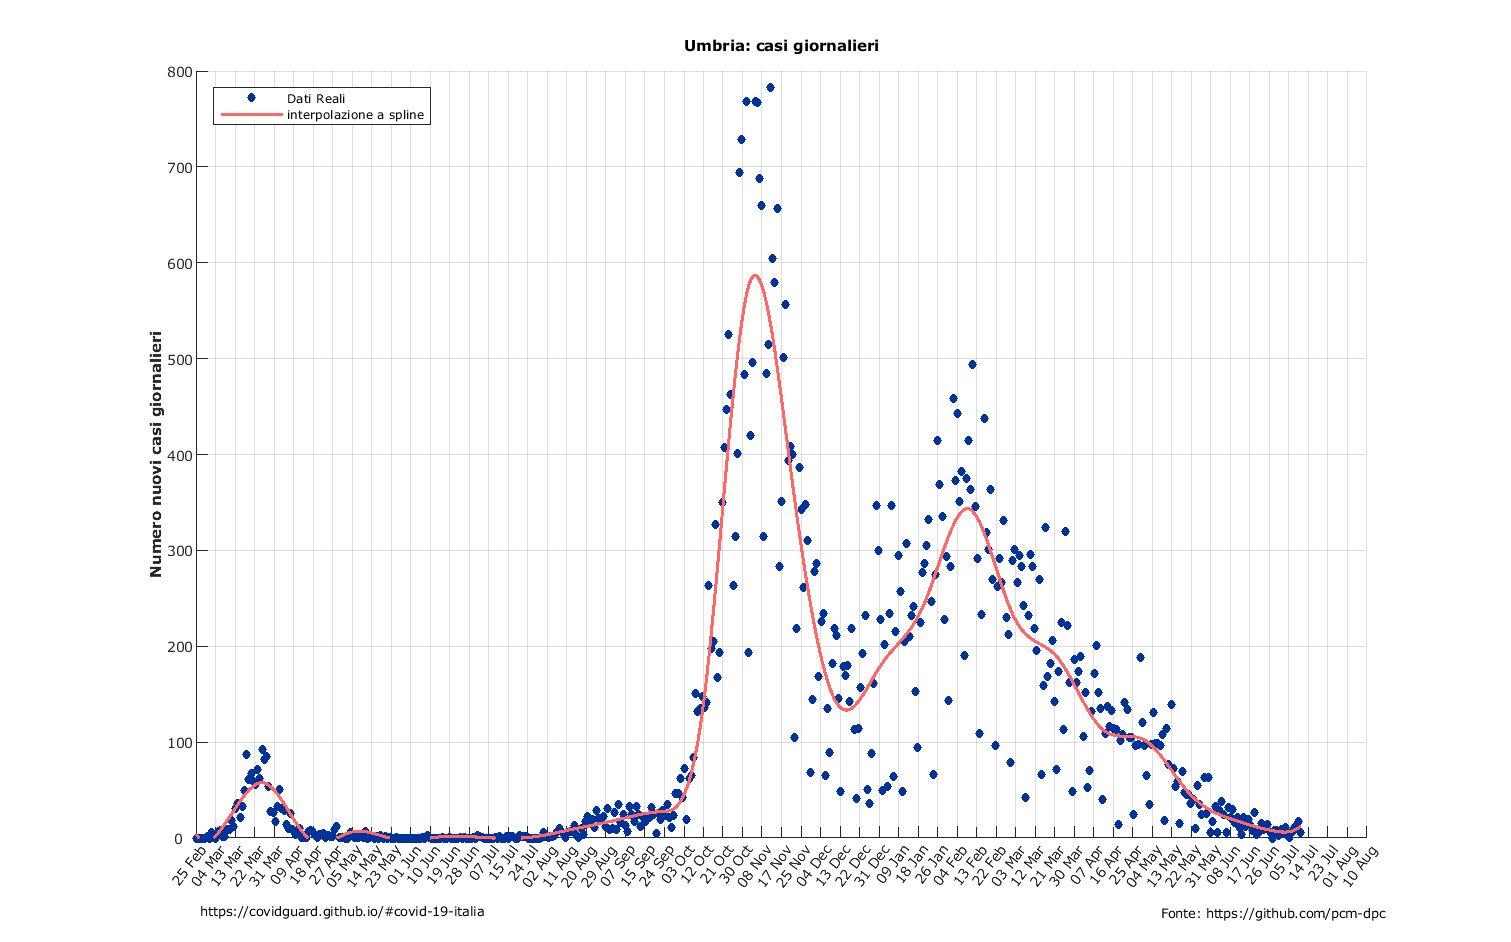 Umbria: casi giornalieri
Dati Reali
interpolazione a spline
Numero nuovi casi giornalieri
800
700
600
500
400
300
200
100
0
25 Feb
04 Mar
13 Mar
22 Mar
31 Mar
09 Apr
18 Apr
27 Apr
05 May
14 May
23 May
01 Jun
10 Jun
19 Jun
28 Jun
07 Jul
15 Jul
24 Jul
02 Aug
11 Aug
20 Aug
29 Aug
07 Sep
15 Sep
24 Sep
03 Oct
12 Oct
21 Oct
30 Oct
08 Nov
17 Nov
25 Nov
04 Dec
13 Dec
22 Dec
31 Dec
09 Jan
18 Jan
26 Jan
04 Feb
13 Feb
22 Feb
03 Mar
12 Mar
21 Mar
30 Mar
07 Apr
16 Apr
25 Apr
04 May
13 May
22 May
31 May
08 Jun
17 Jun
26 Jun
05 Jul
14 Jul
23 Jul
01 Aug
10 Aug
https://covidguard.github.io/#covid-19-italia
Fonte: https://github.com/pcm-dpc